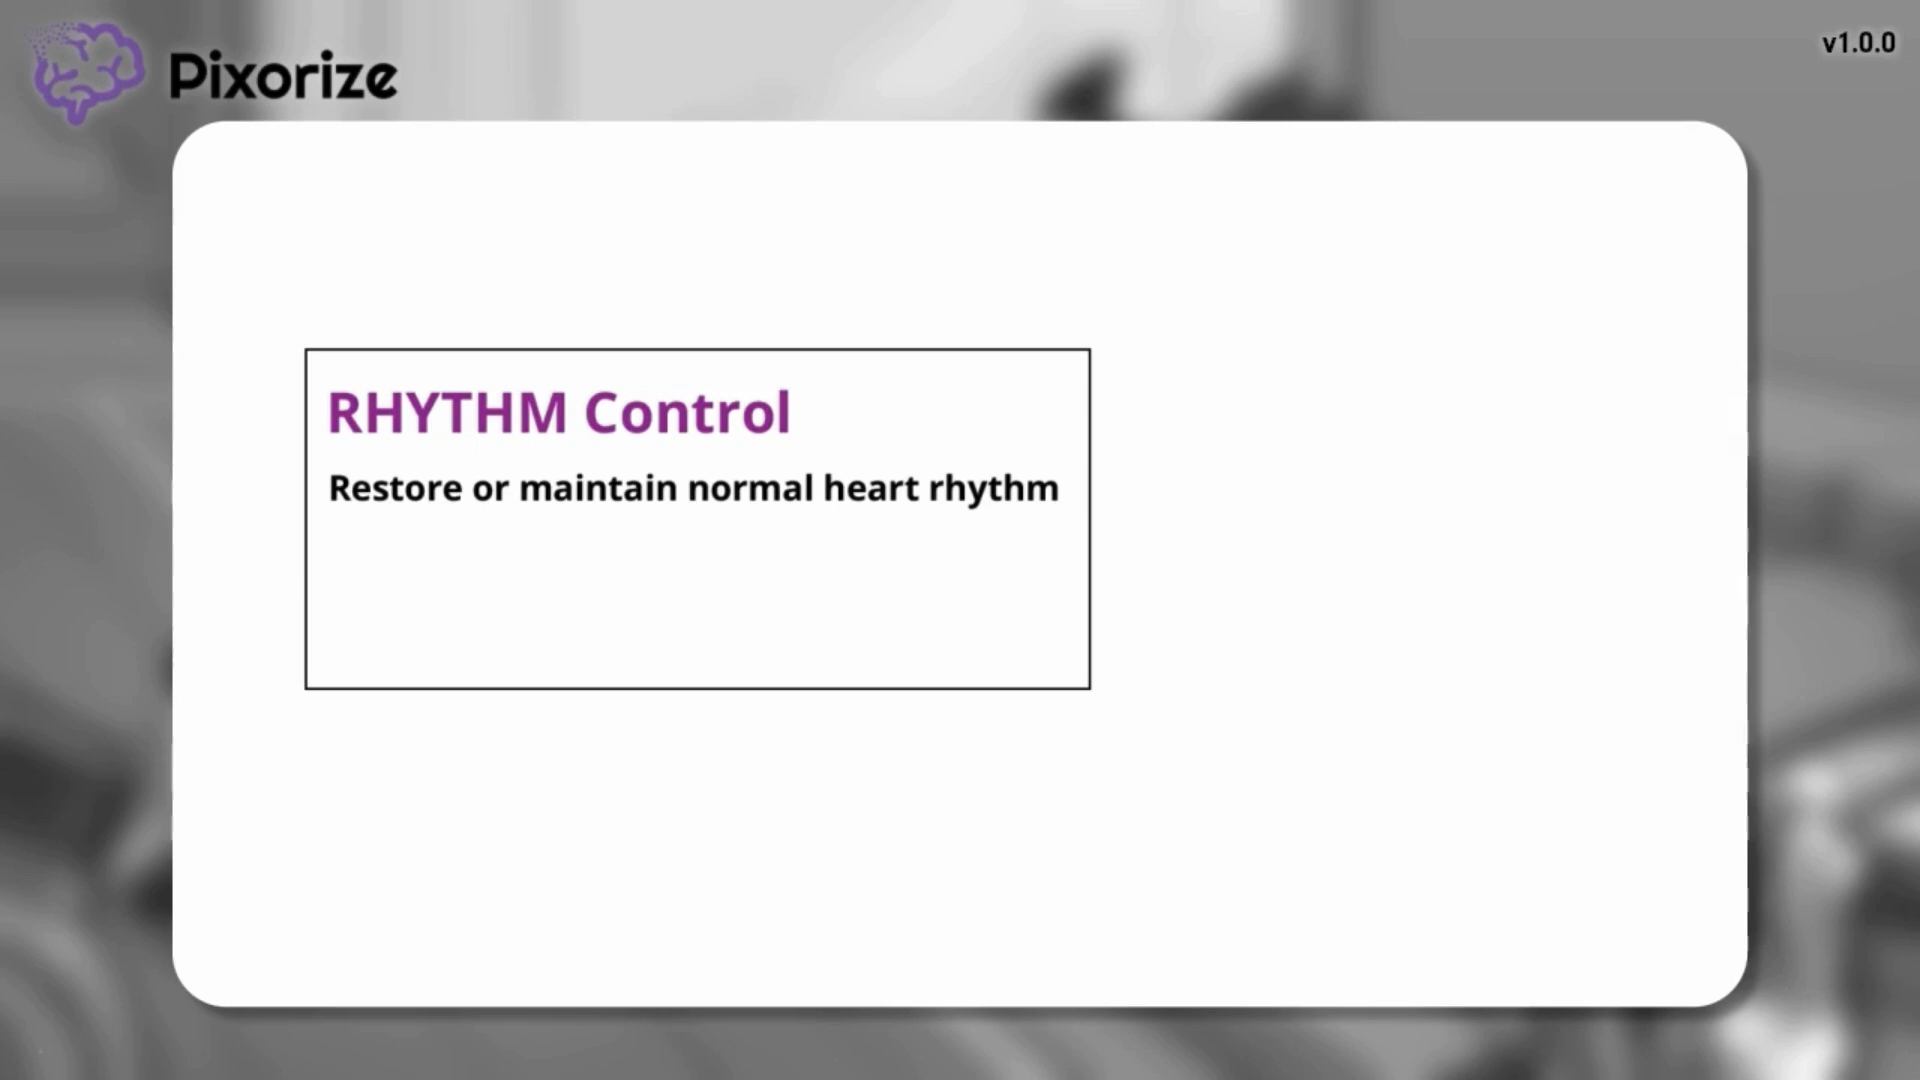 Pixorize
v1.0.0
RHYTHM Control
Restore or maintain normal heart rhythm